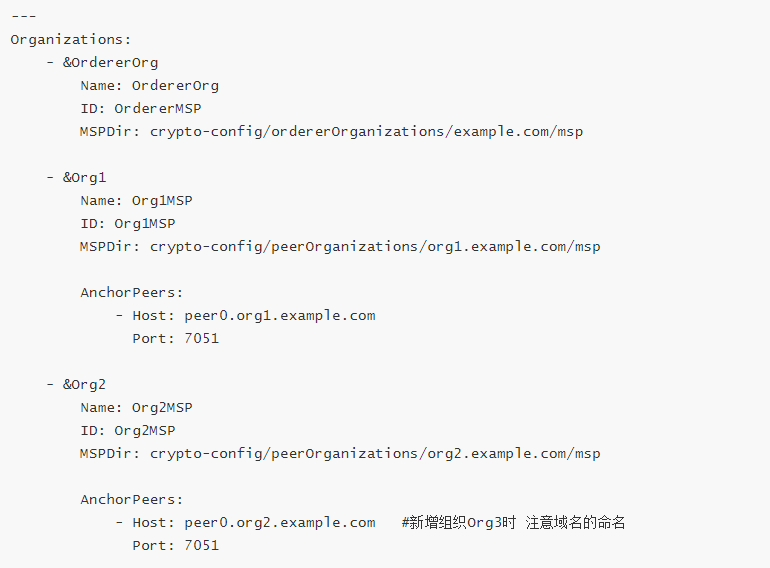 ---
Organizations:
    - &OrdererOrg
        Name: OrdererOrg
        ID: OrdererMSP
        MSPDir: crypto-config/ordererOrganizations/example.com/msp

    - &Org1
        Name: Org1MSP
        ID: Org1MSP
        MSPDir: crypto-config/peerOrganizations/org1.example.com/msp

        AnchorPeers:
            - Host: peer0.org1.example.com
              Port: 7051

    - &Org2
        Name: Org2MSP
        ID: Org2MSP
        MSPDir: crypto-config/peerOrganizations/org2.example.com/msp

        AnchorPeers:
            - Host: peer0.org2.example.com   #新增组织Org3时 注意域名的命名
              Port: 7051